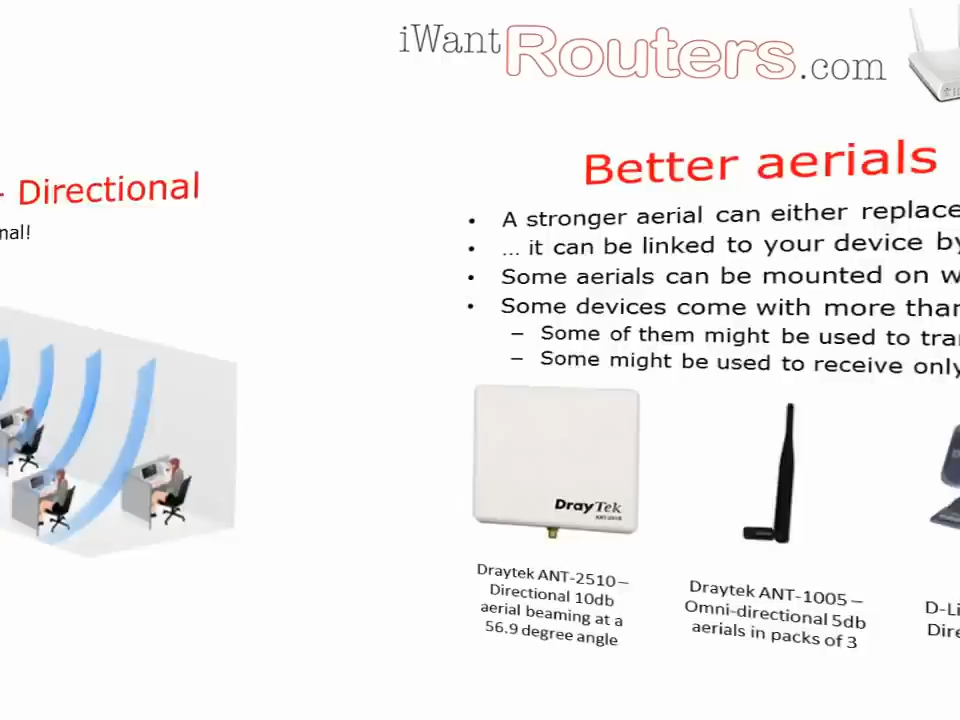 iWantRouters.com
- Directional
nal!
Better aerials
• A stronger aerial can either replace
• ... it can be linked to your device by
• Some aerials can be mounted on w
• Some devices come with more than
– Some of them might be used to tra
– Some might be used to receive only
DrayTek
Draytek ANT-2510 –
Directional 10db
aerial beaming at a
56.9 degree angle
Draytek ANT-1005 –
Omni-directional 5db
aerials in packs of 3
D-Li
Dire